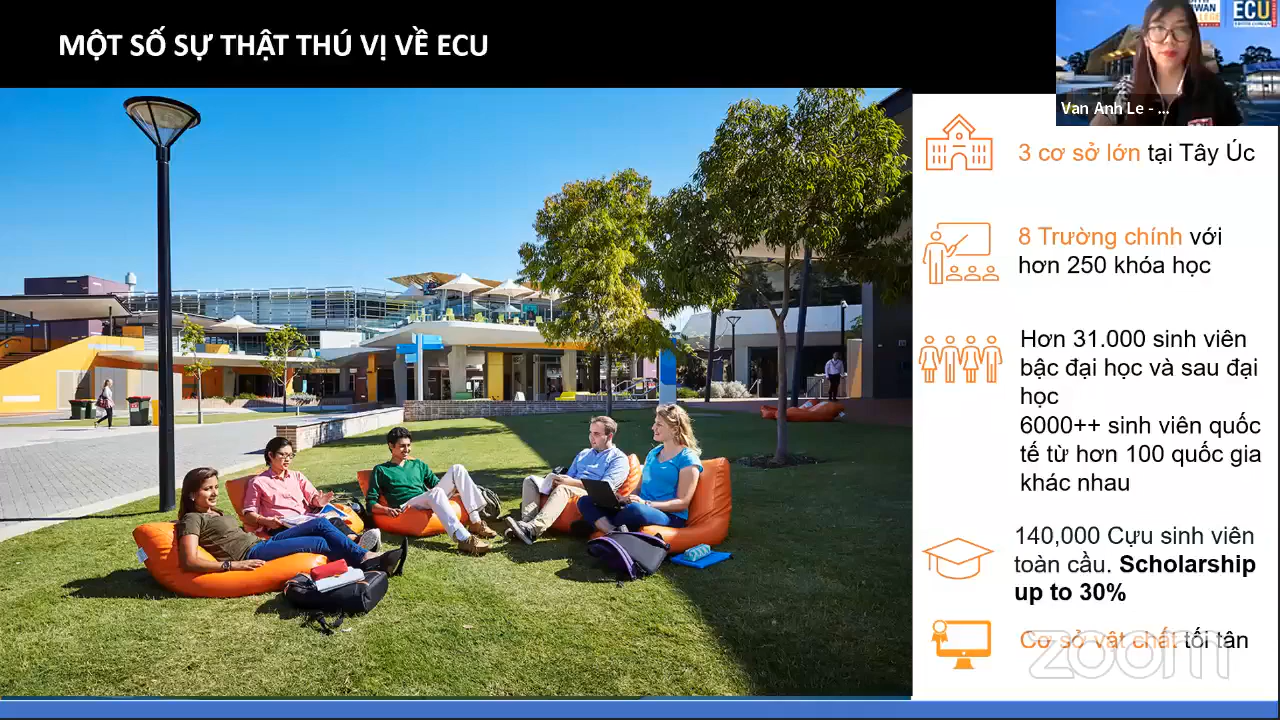 MỘT SỐ SỰ THẬT THÚ VỊ VỀ ECU
ECU
Van Anh Le - ...
3 cơ sở lớn tại Tây Úc
8 Trường chính với
hơn 250 khóa học
Hơn 31.000 sinh viên
bậc đại học và sau đại
học
6000++ sinh viên quốc
tế từ hơn 100 quốc gia
khác nhau
140,000 Cựu sinh viên
toàn cầu. Scholarship
up to 30%
Cơ sở vật chất tối tân
zoom